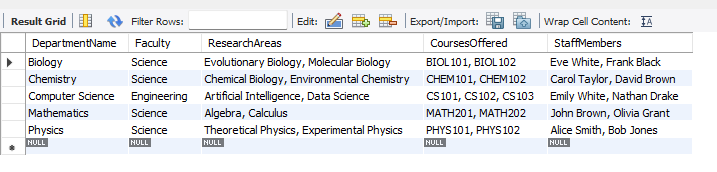 Result Grid Filter Rows: Edit: Export/Import: Wrap Cell Content: IA
DepartmentName Faculty ResearchAreas CoursesOffered StaffMembers
Biology Science Evolutionary Biology, Molecular Biology BIOL101, BIOL102 Eve White, Frank Black
Chemistry Science Chemical Biology, Environmental Chemistry CHEM101, CHEM102 Carol Taylor, David Brown
Computer Science Engineering Artificial Intelligence, Data Science CS101, CS102, CS103 Emily White, Nathan Drake
Mathematics Science Algebra, Calculus MATH201, MATH202 John Brown, Olivia Grant
Physics Science Theoretical Physics, Experimental Physics PHYS101, PHYS102 Alice Smith, Bob Jones
NULL NULL NULL NULL NULL